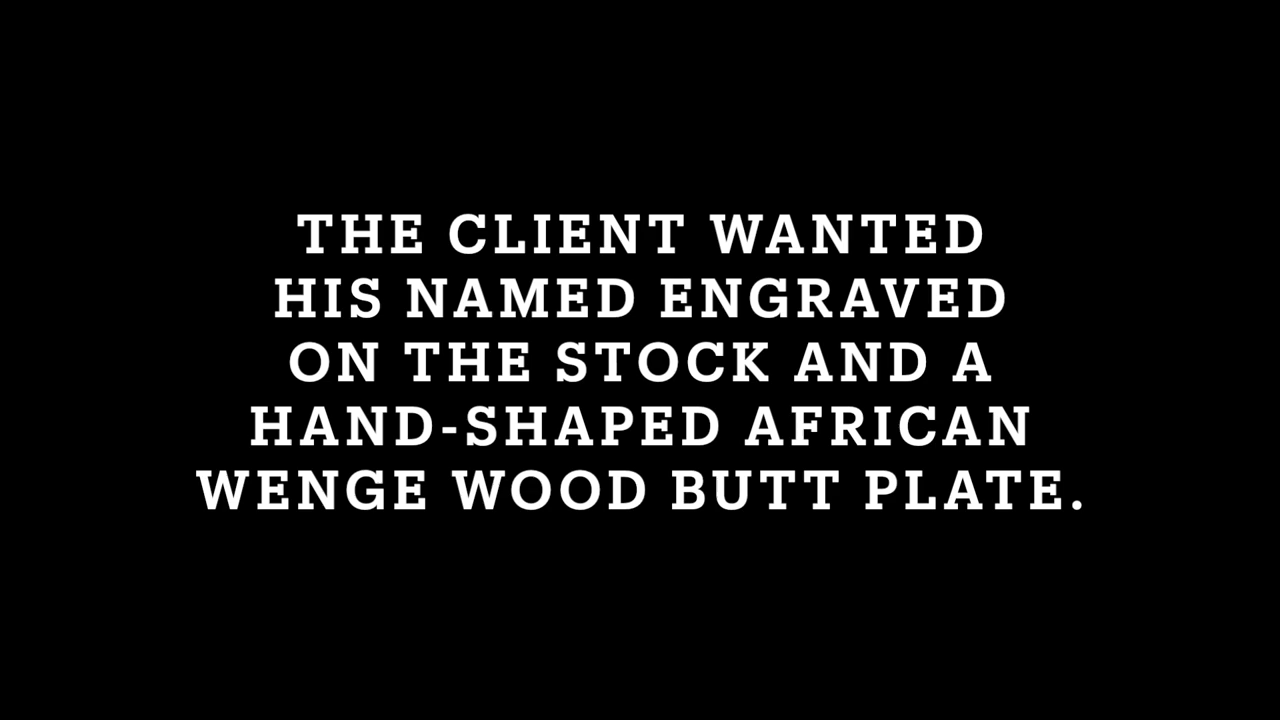 THE CLIENT WANTED
HIS NAMED ENGRAVED
ON THE STOCK AND A
HAND-SHAPED AFRICAN
WENGE WOOD BUTT PLATE.